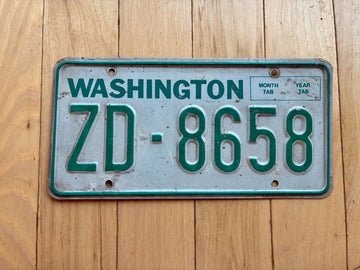 WASHINGTON
MONTH TAB
YEAR TAB
ZD-8658